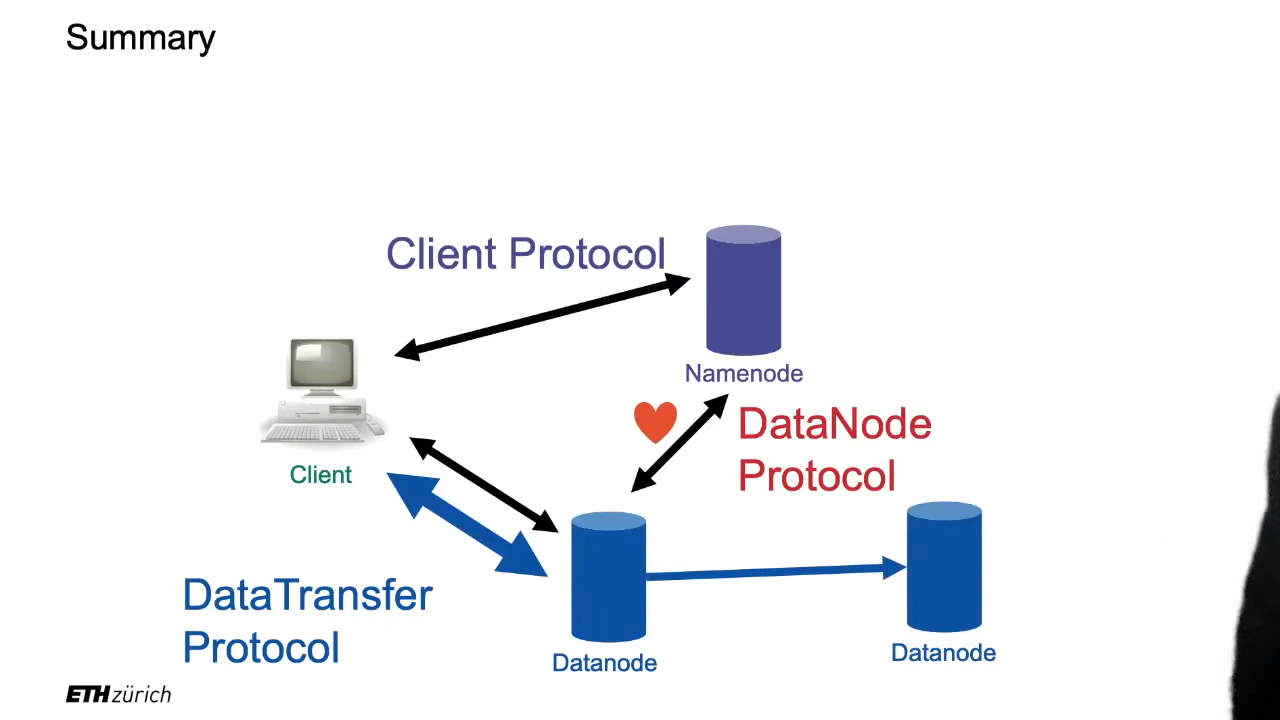 Summary
Client Protocol
Namenode
DataNode
Protocol
Client
DataTransfer
Protocol
Datanode
Datanode
ETH zürich